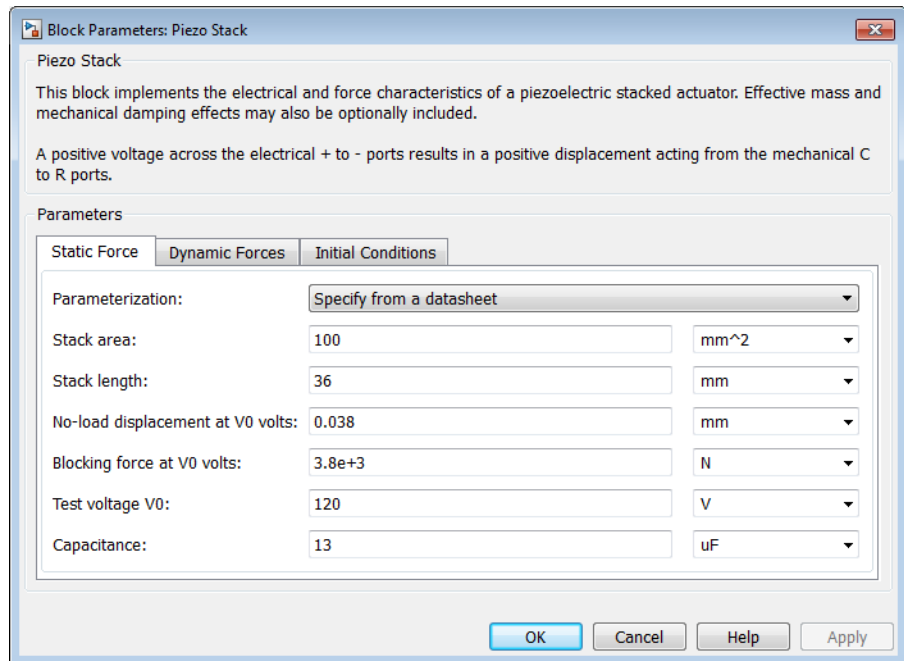 Block Parameters: Piezo Stack
Piezo Stack
This block implements the electrical and force characteristics of a piezoelectric stacked actuator. Effective mass and
mechanical damping effects may also be optionally included.
A positive voltage across the electrical + to - ports results in a positive displacement acting from the mechanical C
to R ports.
Parameters
Static Force Dynamic Forces Initial Conditions
Parameterization: Specify from a datasheet
Stack area: 100 mm^2
Stack length: 36 mm
No-load displacement at V0 volts: 0.038 mm
Blocking force at V0 volts: 3.8e+3 N
Test voltage V0: 120 V
Capacitance: 13 uF
OK Cancel Help Apply